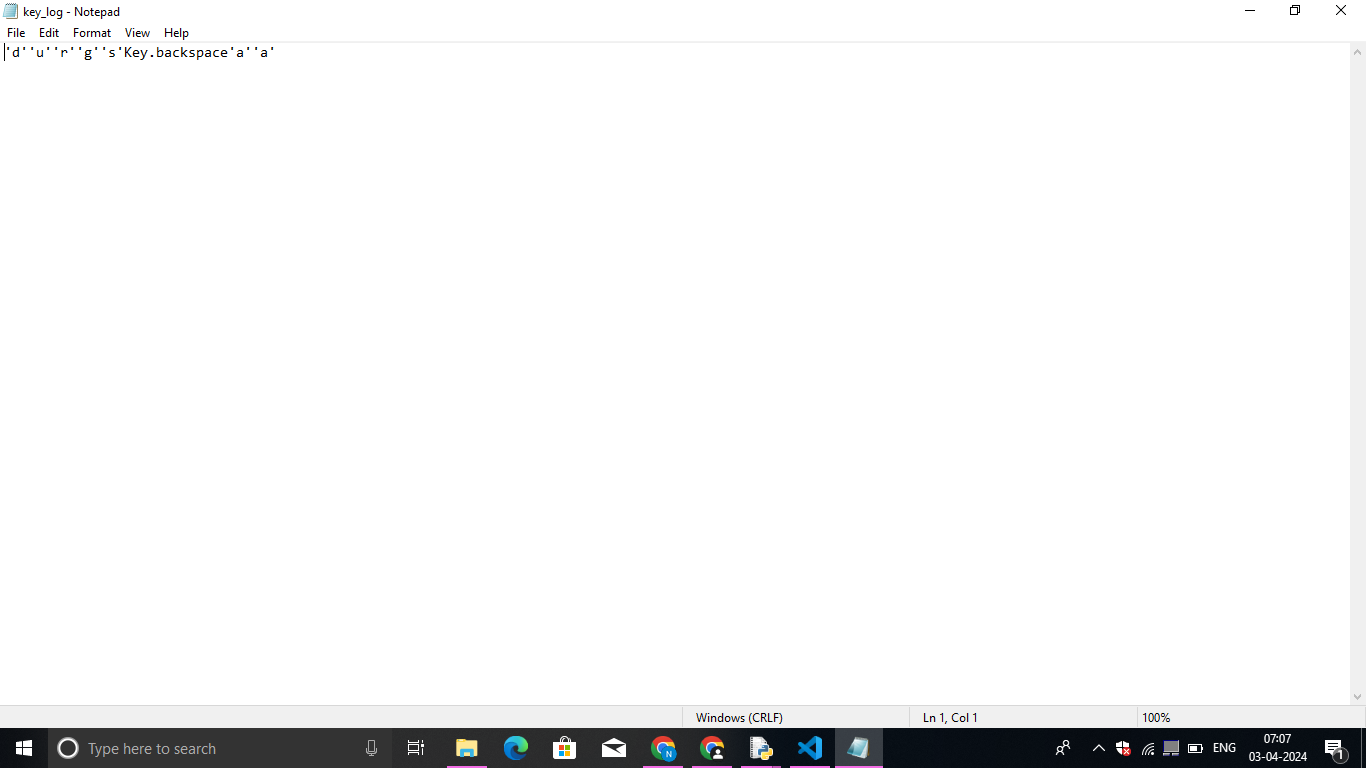 key_log - Notepad
File Edit Format View Help
'd''u''r''g''s'Key.backspace'a''a'
Windows (CRLF) Ln 1, Col 1 100%
Type here to search N ENG 07:07
03-04-2024 1